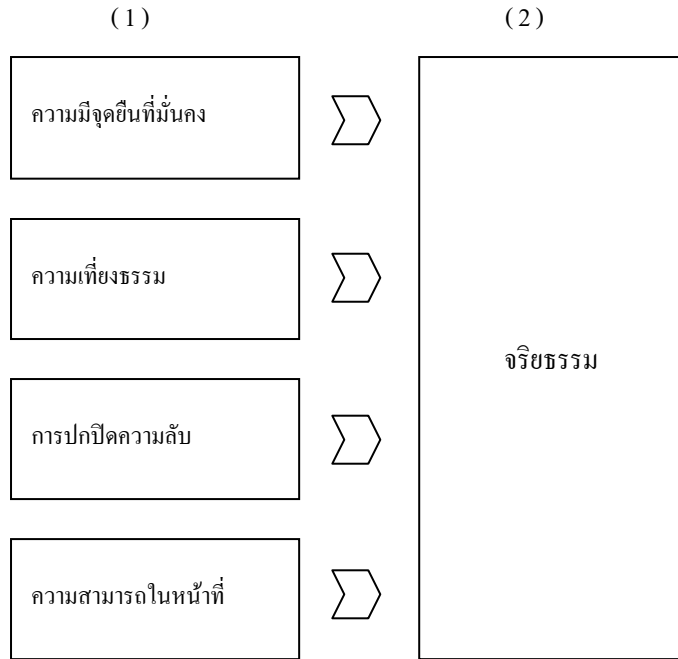 (1) (2)
ความมีจุดยืนที่มั่นคง
ความเที่ยงธรรม
การปกปิดความลับ
ความสามารถในหน้าที่
จริยธรรม